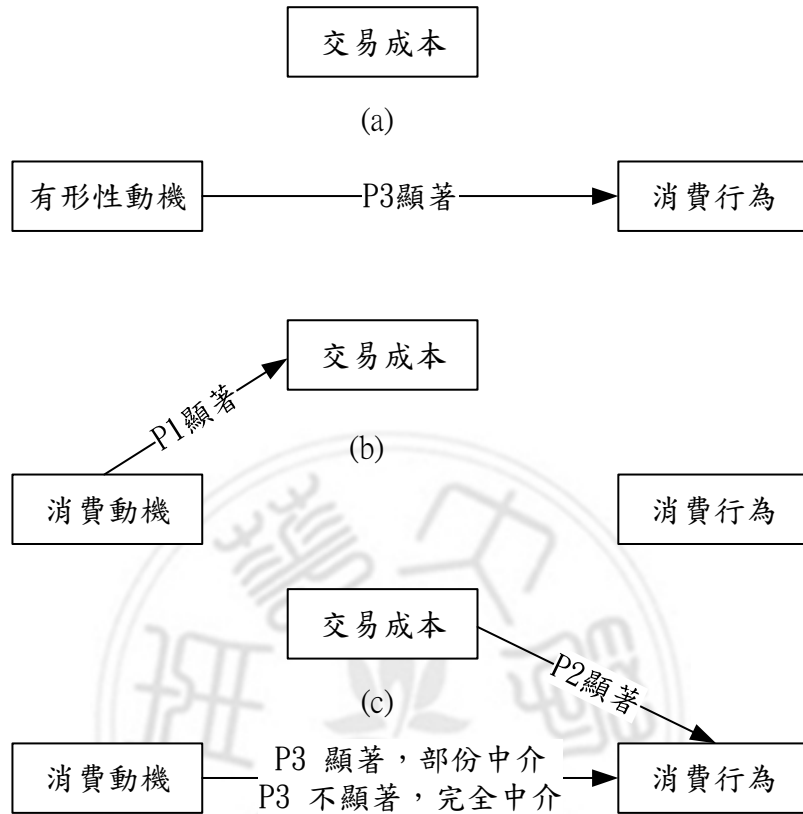 交易成本
(a)
有形性動機
P3顯著
消費行為
交易成本
P1顯著
(b)
消費動機
消費行為
交易成本
P2顯著
(c)
消費動機
P3 顯著，部份中介
P3 不顯著，完全中介
消費行為